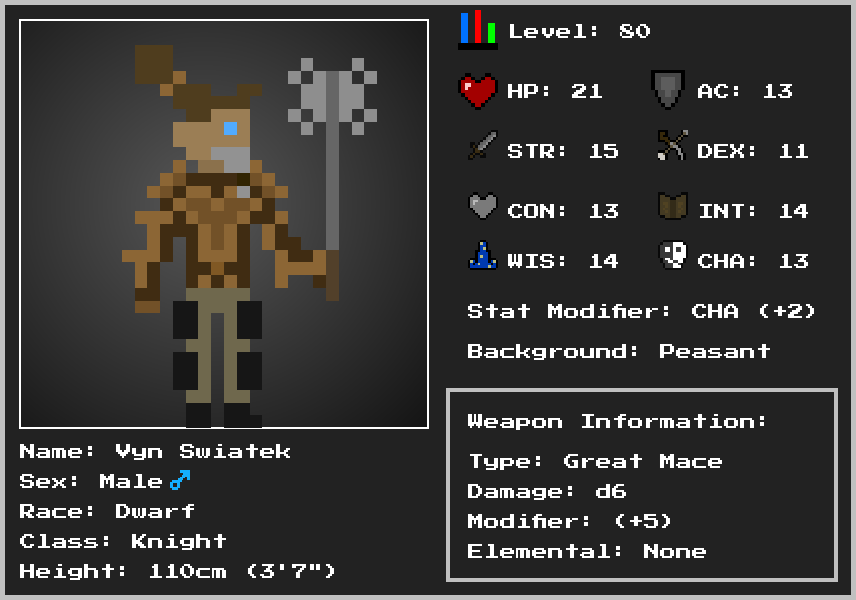 Level: 80
HP: 21 AC: 13
STR: 15 DEX: 11
CON: 13 INT: 14
WIS: 14 CHA: 13
Stat Modifier: CHA (+2)
Background: Peasant
Weapon Information:
Type: Great Mace
Damage: d6
Modifier: (+5)
Elemental: None
Name: Vyn Swiatek
Sex: Male ♂
Race: Dwarf
Class: Knight
Height: 110cm (3'7")